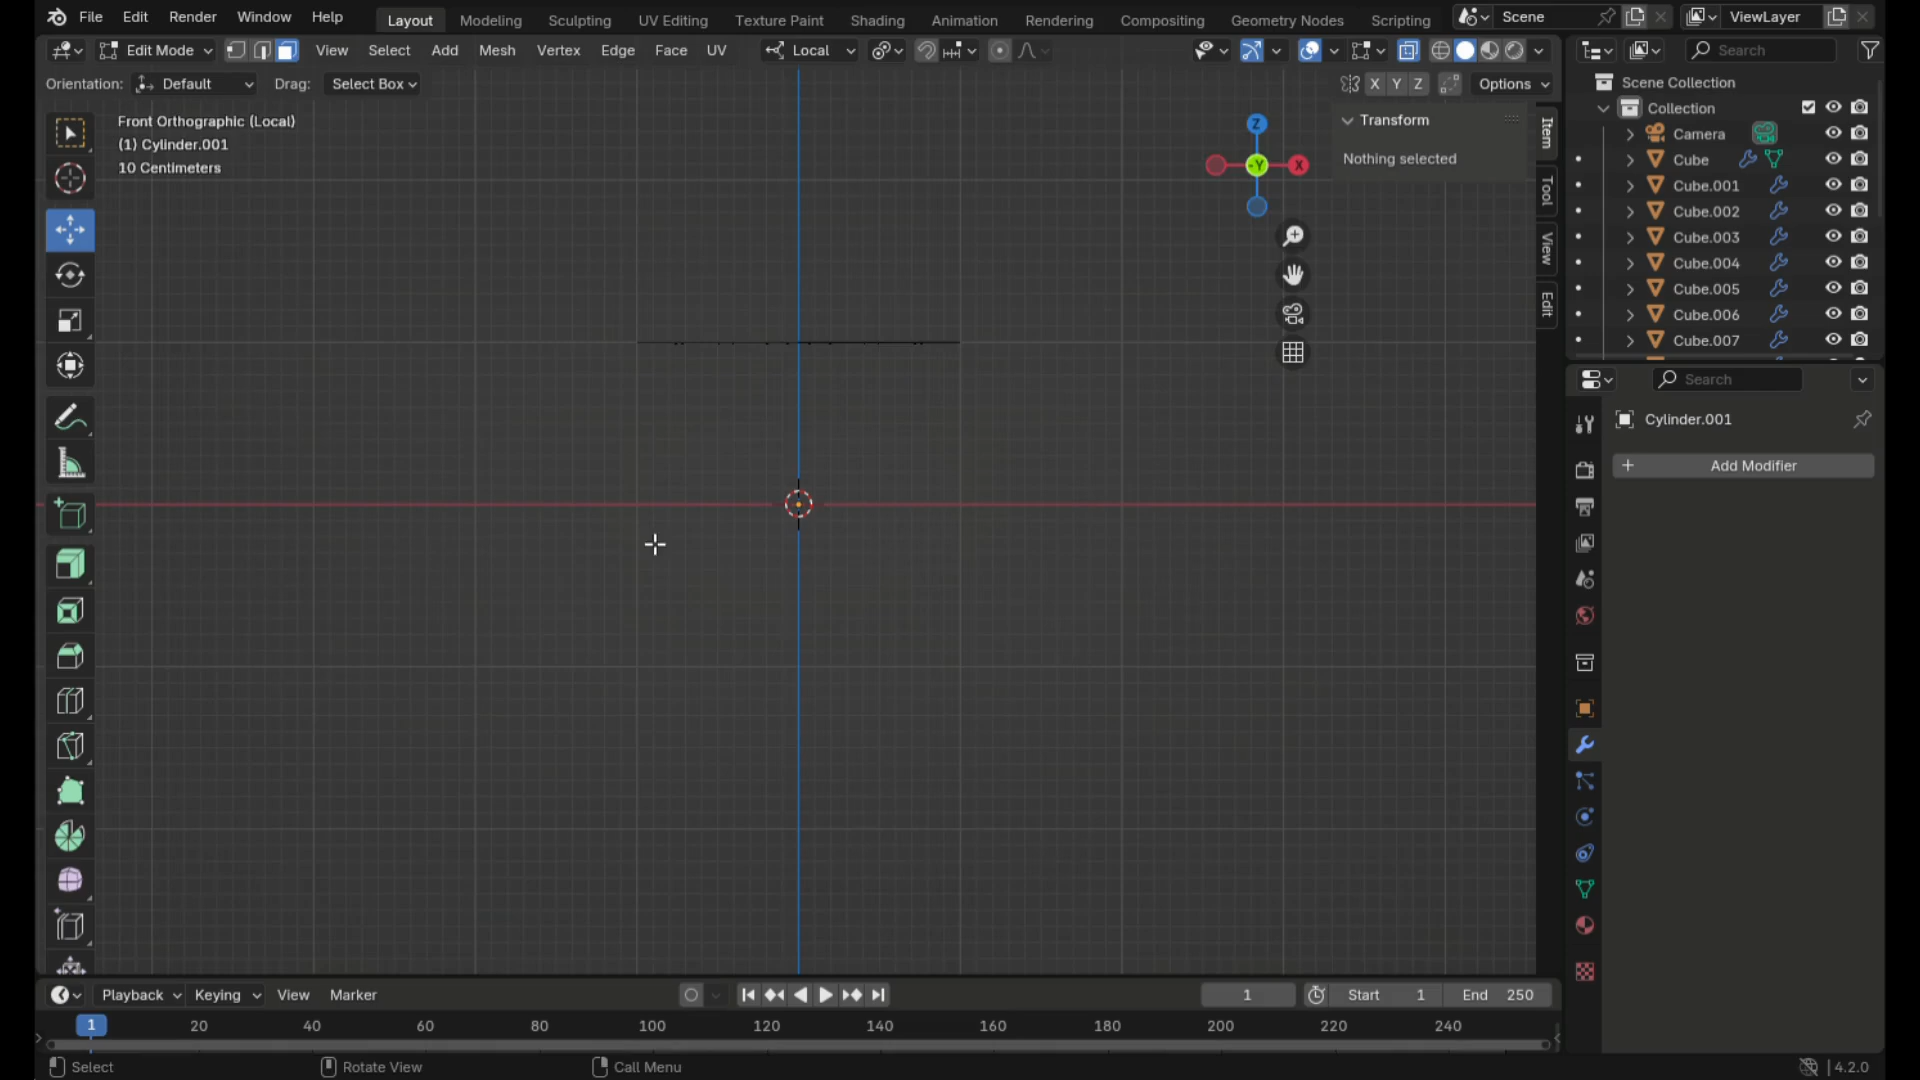 File Edit Render Window Help Layout Modeling Sculpting UV Editing Texture Paint Shading Animation Rendering Compositing Geometry Nodes Scripting Scene ViewLayer
Edit Mode View Select Add Mesh Vertex Edge Face UV Local Search
Orientation: Default Drag: Select Box X Y Z Options
Front Orthographic (Local)
(1) Cylinder.001
10 Centimeters
Z
-Y
X
Transform
Nothing selected
Item
Tool
View
Edit
Scene Collection
Collection
Camera
Cube
Cube.001
Cube.002
Cube.003
Cube.004
Cube.005
Cube.006
Cube.007
Search
Cylinder.001
+ Add Modifier
Playback Keying View Marker 1 Start 1 End 250
1 20 40 60 80 100 120 140 160 180 200 220 240
Select Rotate View Call Menu 4.2.0